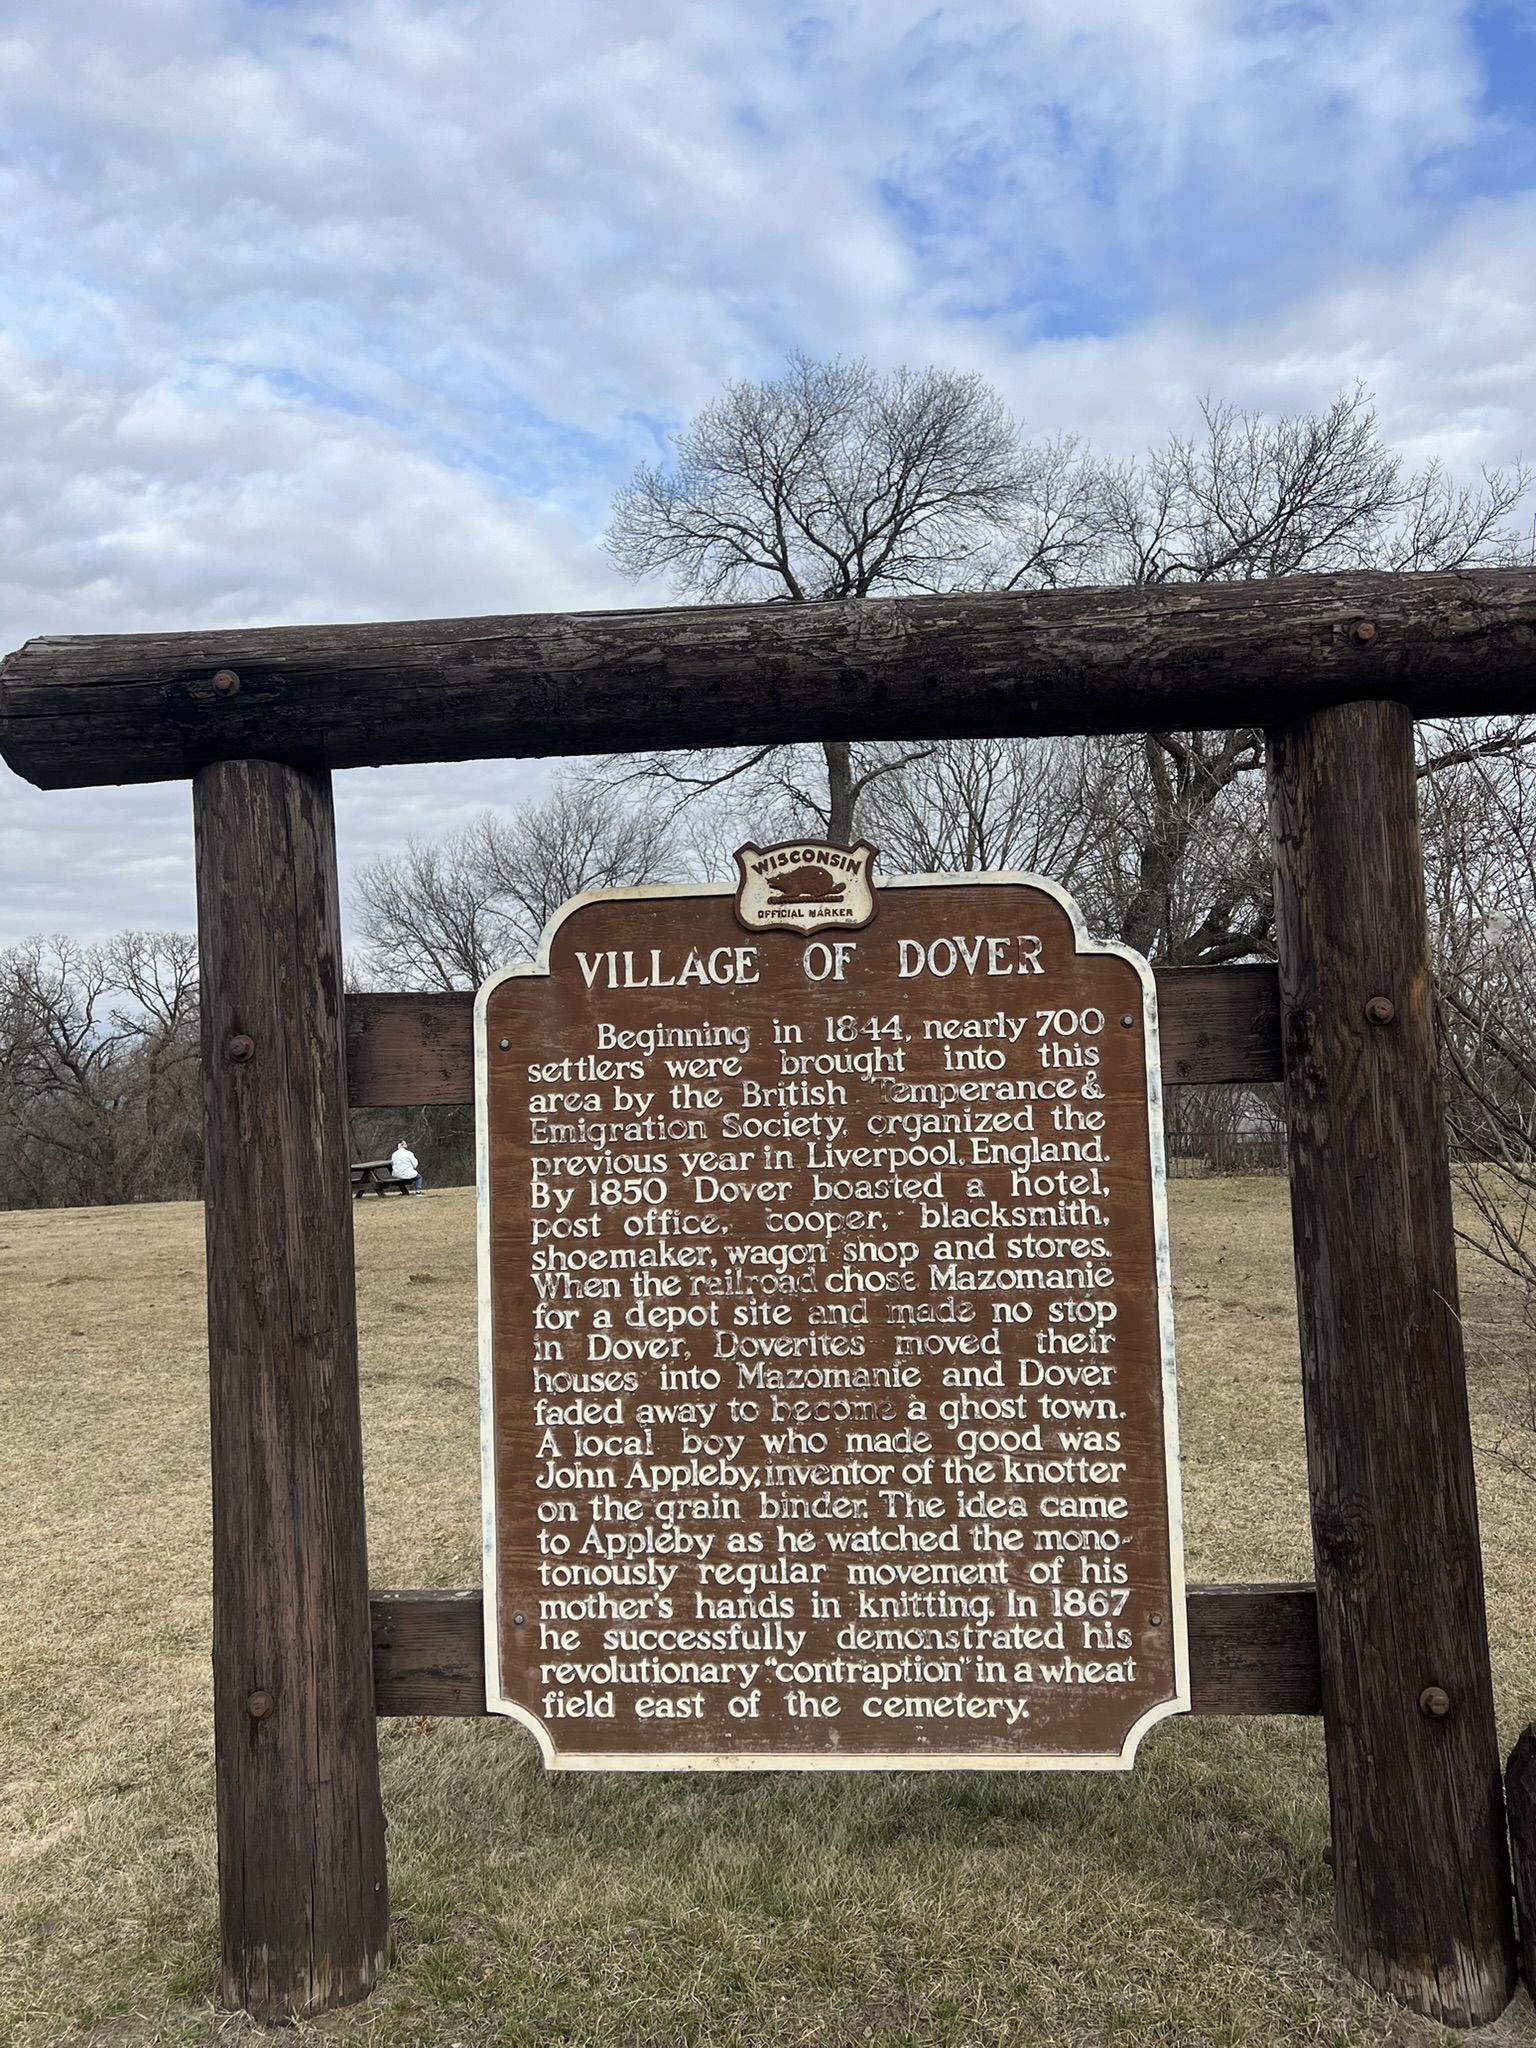 WISCONSIN
OFFICIAL MARKER
VILLAGE OF DOVER
Beginning in 1844, nearly 700
settlers were brought into this
area by the British Temperance &
Emigration Society, organized the
previous year in Liverpool, England.
By 1850 Dover boasted a hotel,
post office, cooper, blacksmith,
shoemaker, wagon shop and stores.
When the railroad chose Mazomanie
for a depot site and made no stop
in Dover, Doverites moved their
houses into Mazomanie and Dover
faded away to become a ghost town.
A local boy who made good was
John Appleby, inventor of the knotter
on the grain binder. The idea came
to Appleby as he watched the mono-
tonously regular movement of his
mother's hands in knitting. In 1867
he successfully demonstrated his
revolutionary "contraption" in a wheat
field east of the cemetery.